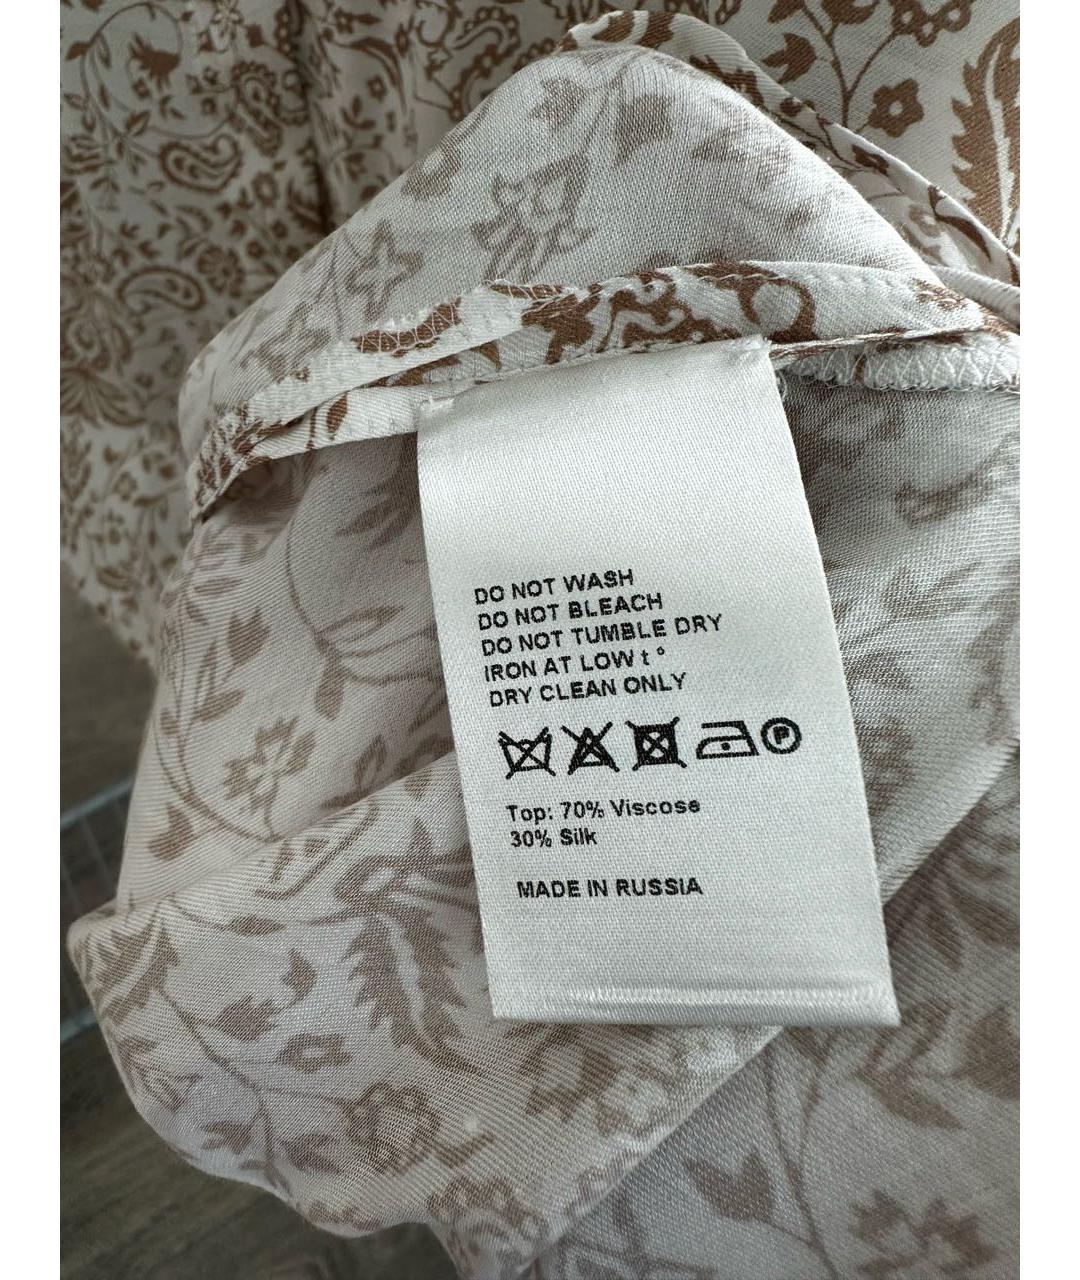 DO NOT WASH
DO NOT BLEACH
DO NOT TUMBLE DRY
IRON AT LOW t °
DRY CLEAN ONLY
P
Top: 70% Viscose
30% Silk
MADE IN RUSSIA